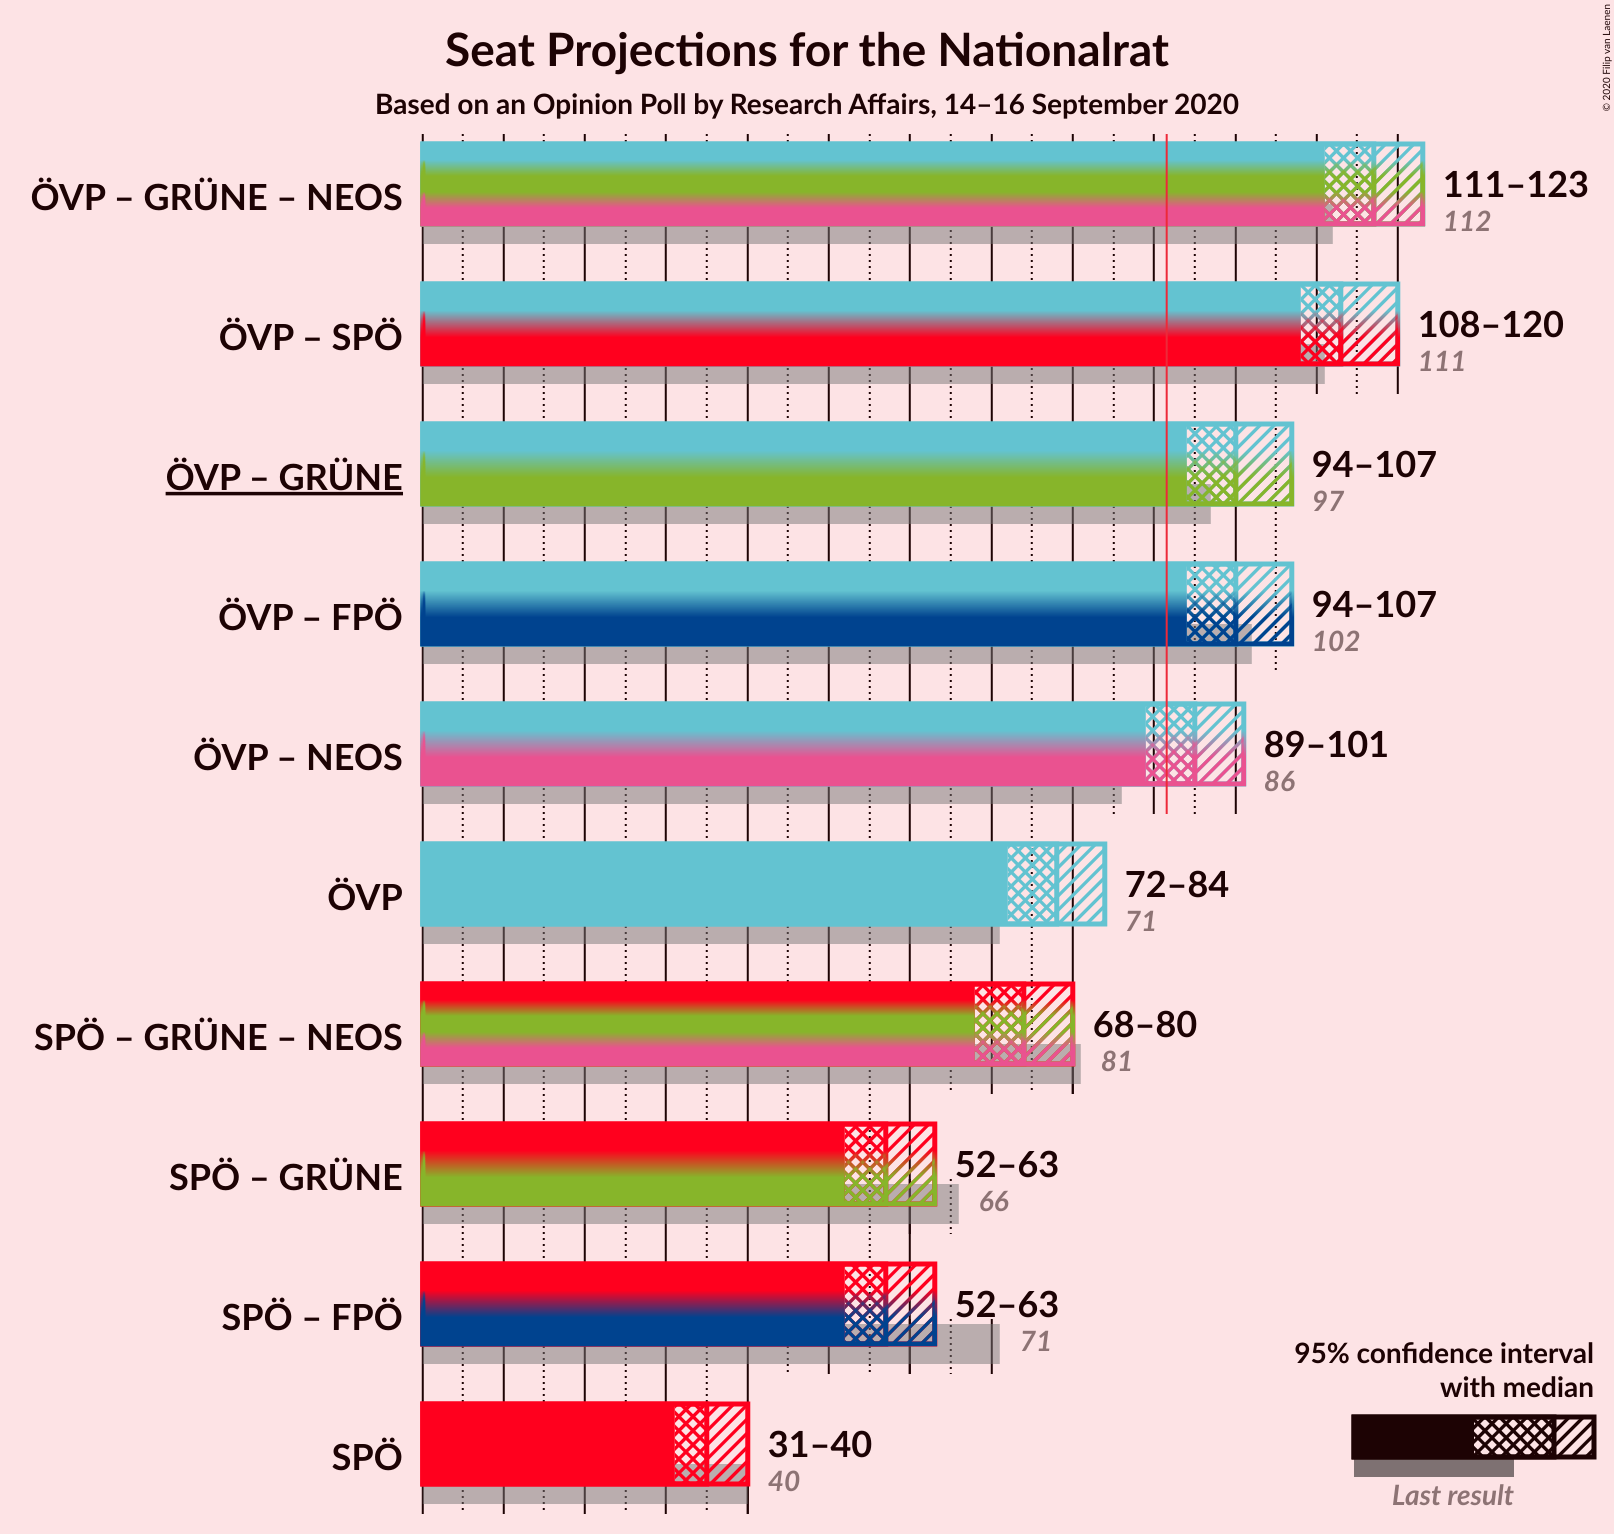 Seat Projections for the Nationalrat
Based on an Opinion Poll by Research Affairs, 14–16 September 2020
© 2020 Filip van Laenen
ÖVP – GRÜNE – NEOS
111–123
112
ÖVP – SPÖ
108–120
111
ÖVP – GRÜNE
94–107
97
ÖVP – FPÖ
94–107
102
ÖVP – NEOS
89–101
86
ÖVP
72–84
71
SPÖ – GRÜNE – NEOS
68–80
81
SPÖ – GRÜNE
52–63
66
SPÖ – FPÖ
52–63
71
SPÖ
31–40
40
95% confidence interval
with median
Last result